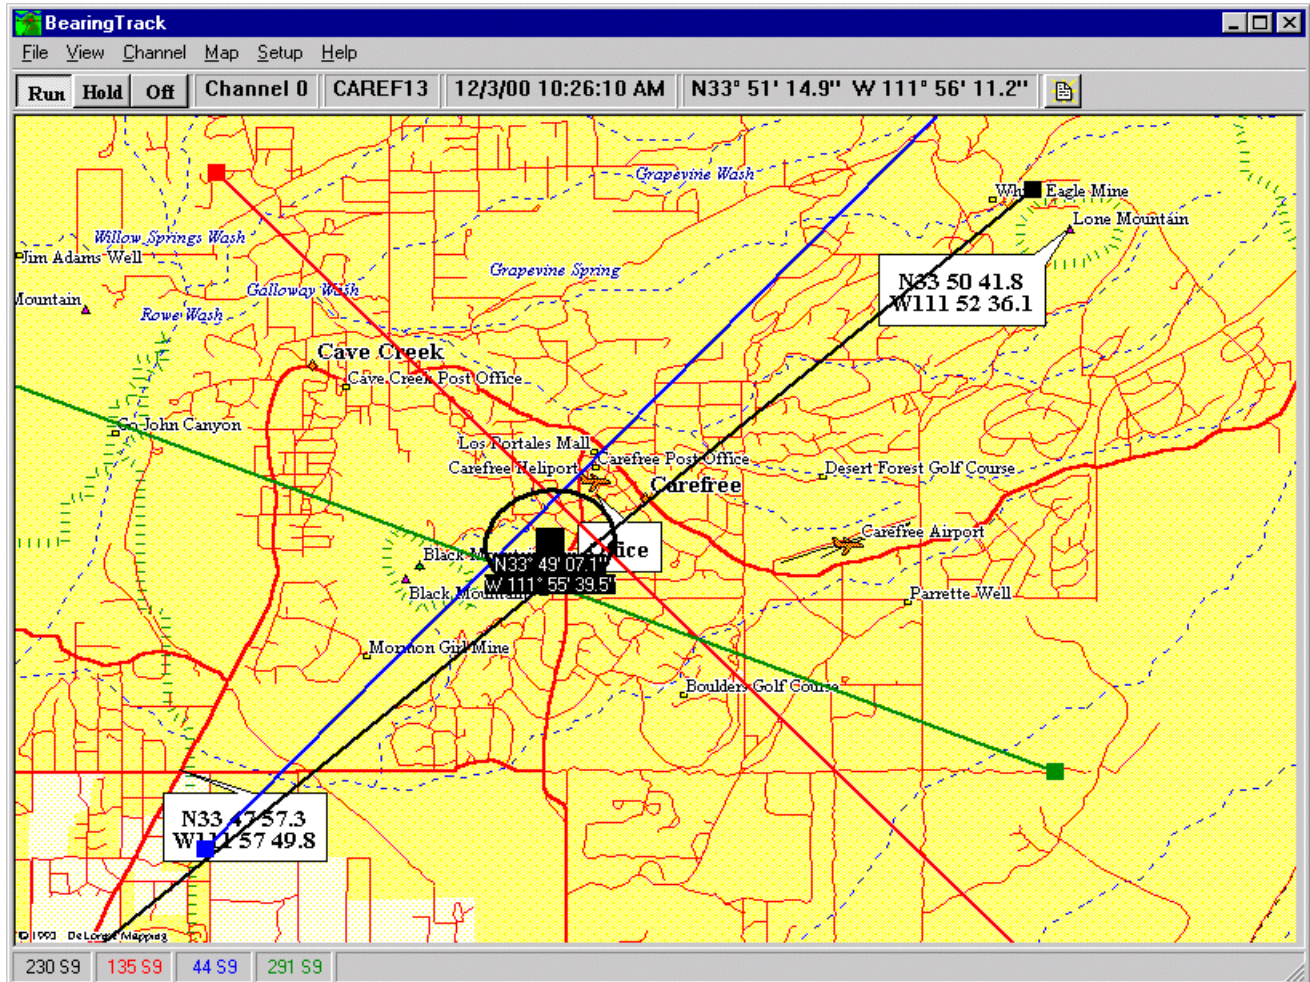 BearingTrack
File View Channel Map Setup Help
Run Hold Off Channel 0 CAREF13 12/3/00 10:26:10 AM N33° 51' 14.9" W 111° 56' 11.2"
Grapevine Wash
Eagle Mine
Lone Mountain
Willow Springs Wash
Jim Adams Well
Grapevine Spring
N33 50 41.8
W111 52 36.1
Galloway Wash
Mountain
Rowe Wash
Cave Creek
Cave Creek Post Office
Go John Canyon
Los Portales Mall
Carefree Post Office
Carefree Heliport
Desert Forest Golf Course
Carefree
Carefree Airport
Black Mountain
N33° 49' 07.1"
W 111° 55' 39.5'
Black Mountain
Parrette Well
Mormon Girl Mine
Boulders Golf Course
N33 47 57.3
W111 57 49.8
© 1993 DeLorme Mapping
230 S9 135 S9 44 S9 291 S9